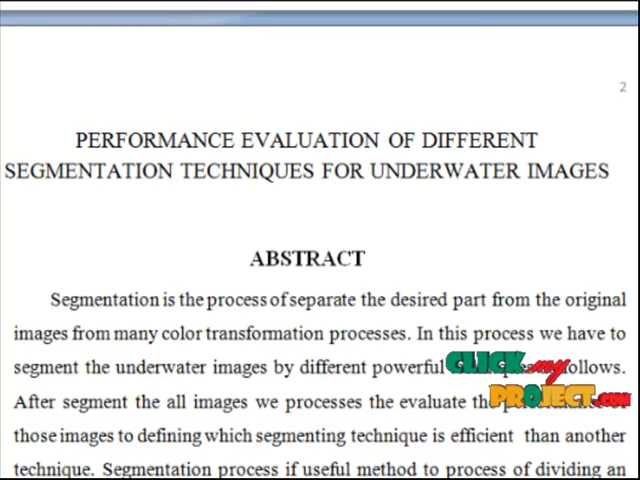 2
PERFORMANCE EVALUATION OF DIFFERENT
SEGMENTATION TECHNIQUES FOR UNDERWATER IMAGES
ABSTRACT
Segmentation is the process of separate the desired part from the original
images from many color transformation processes. In this process we have to
segment the underwater images by different powerful follows.
CLICK my
After segment the all images we processes the evaluate the
PROJECT.com
those images to defining which segmenting technique is efficient than another
technique. Segmentation process if useful method to process of dividing an